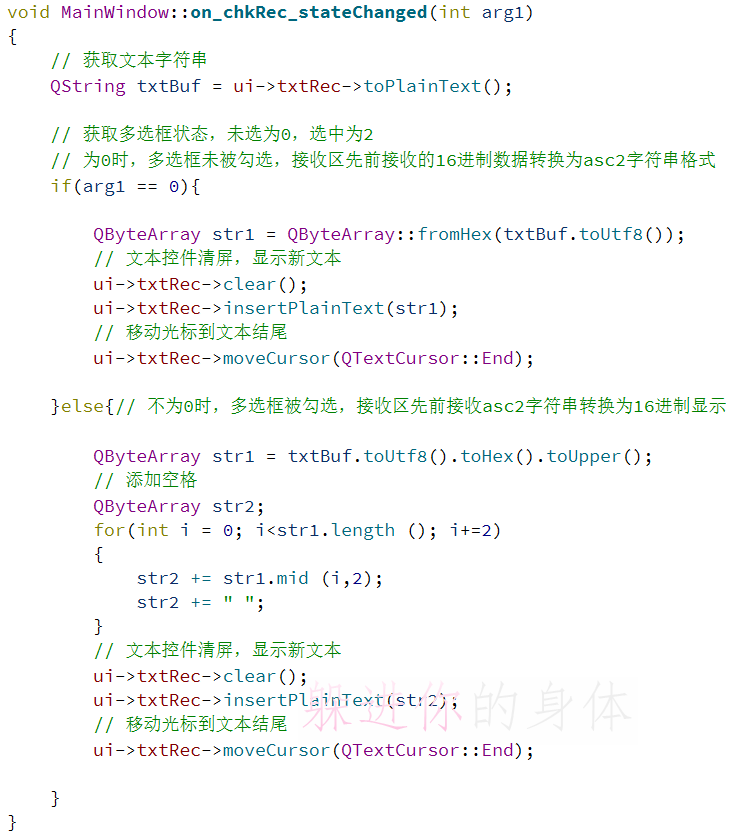 void MainWindow::on_chkRec_stateChanged(int arg1)
{
    // 获取文本字符串
    QString txtBuf = ui->txtRec->toPlainText();
    // 获取多选框状态，未选为0，选中为2
    // 为0时，多选框未被勾选，接收区先前接收的16进制数据转换为asc2字符串格式
    if(arg1 == 0){
        QByteArray str1 = QByteArray::fromHex(txtBuf.toUtf8());
        // 文本控件清屏，显示新文本
        ui->txtRec->clear();
        ui->txtRec->insertPlainText(str1);
        // 移动光标到文本结尾
        ui->txtRec->moveCursor(QTextCursor::End);
    }else{// 不为0时，多选框被勾选，接收区先前接收asc2字符串转换为16进制显示
        QByteArray str1 = txtBuf.toUtf8().toHex().toUpper();
        // 添加空格
        QByteArray str2;
        for(int i = 0; i<str1.length (); i+=2)
        {
            str2 += str1.mid (i,2);
            str2 += " ";
        }
        // 文本控件清屏，显示新文本
        ui->txtRec->clear();
        ui->txtRec->insertPlainText(str2);
躲进你的身体
        // 移动光标到文本结尾
        ui->txtRec->moveCursor(QTextCursor::End);
    }
}